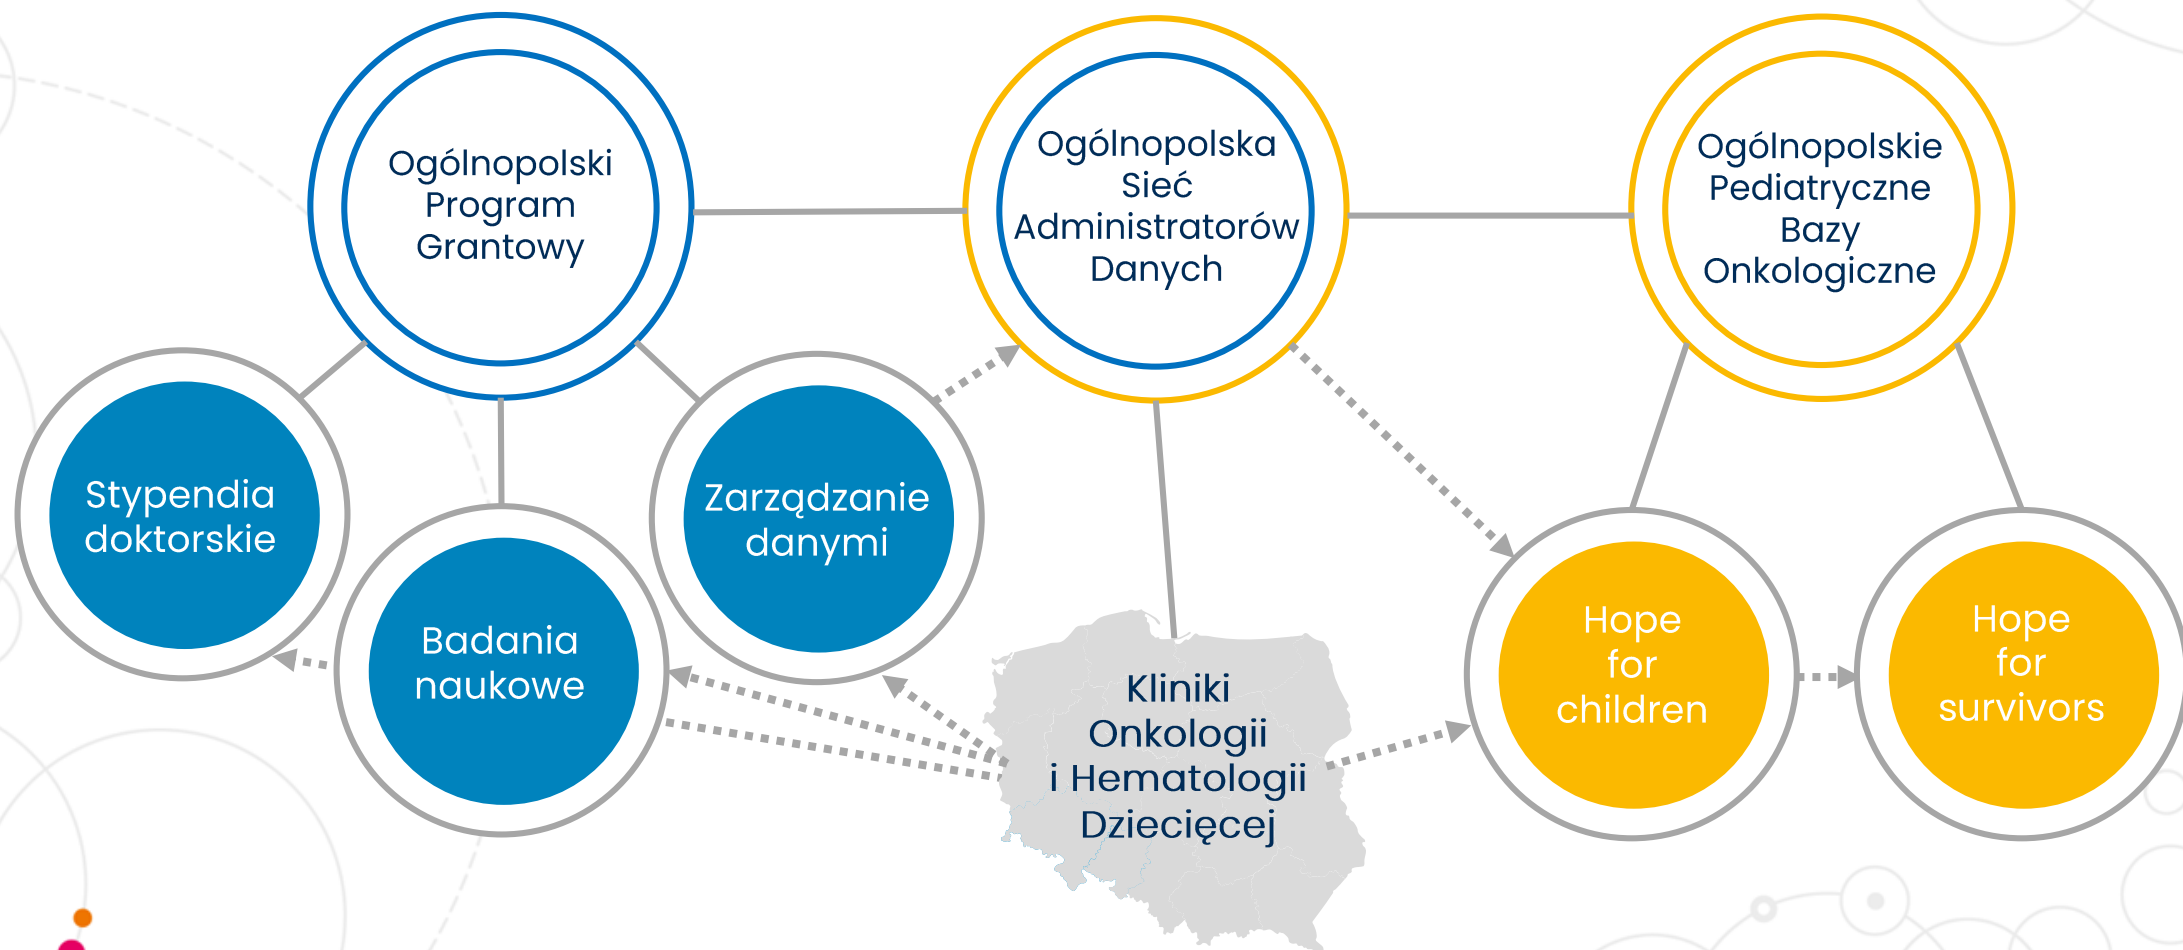 Ogólnopolski
Program
Grantowy
Ogólnopolska
Sieć
Administratorów
Danych
Ogólnopolskie
Pediatryczne
Bazy
Onkologiczne
Stypendia
doktorskie
Badania
naukowe
Zarządzanie
danymi
Kliniki
Onkologii
i Hematologii
Dziecięcej
Hope
for
children
Hope
for
survivors